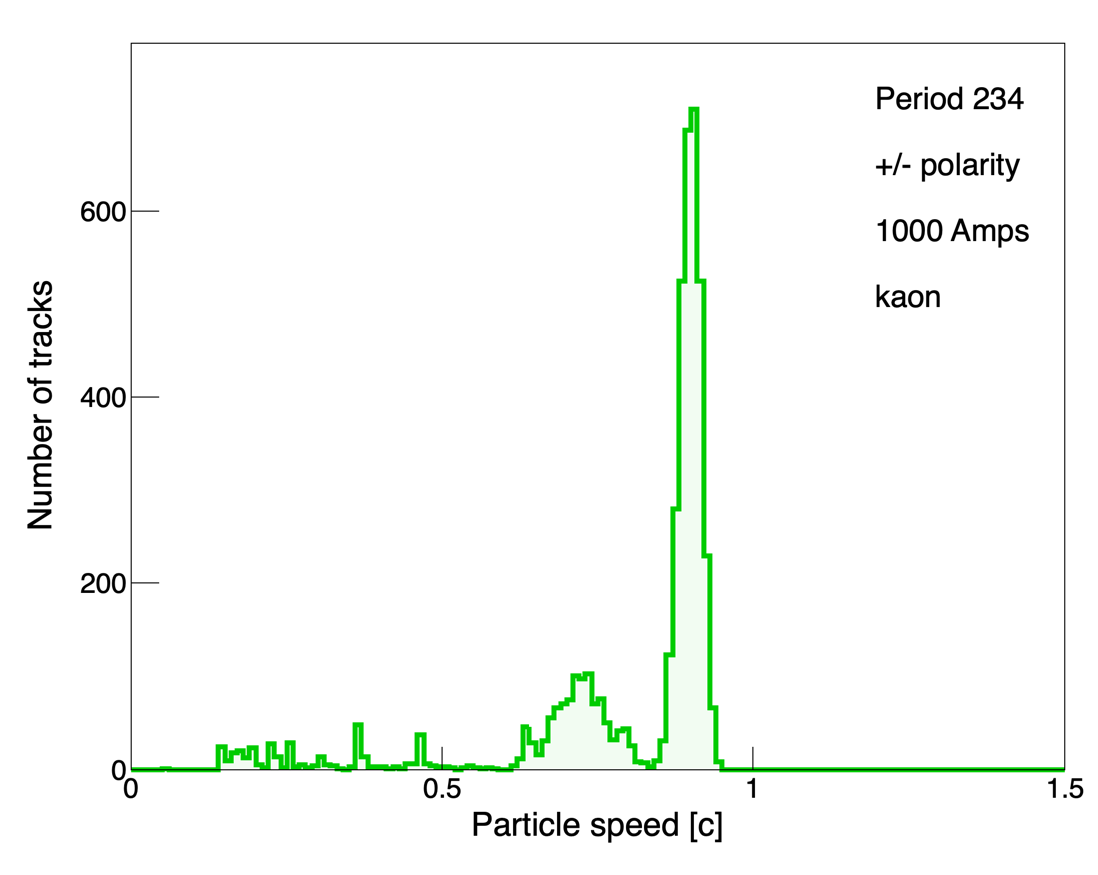 Period 234
+/- polarity
1000 Amps
kaon
Number of tracks
600
400
200
0
0 0.5 1 1.5
Particle speed [c]